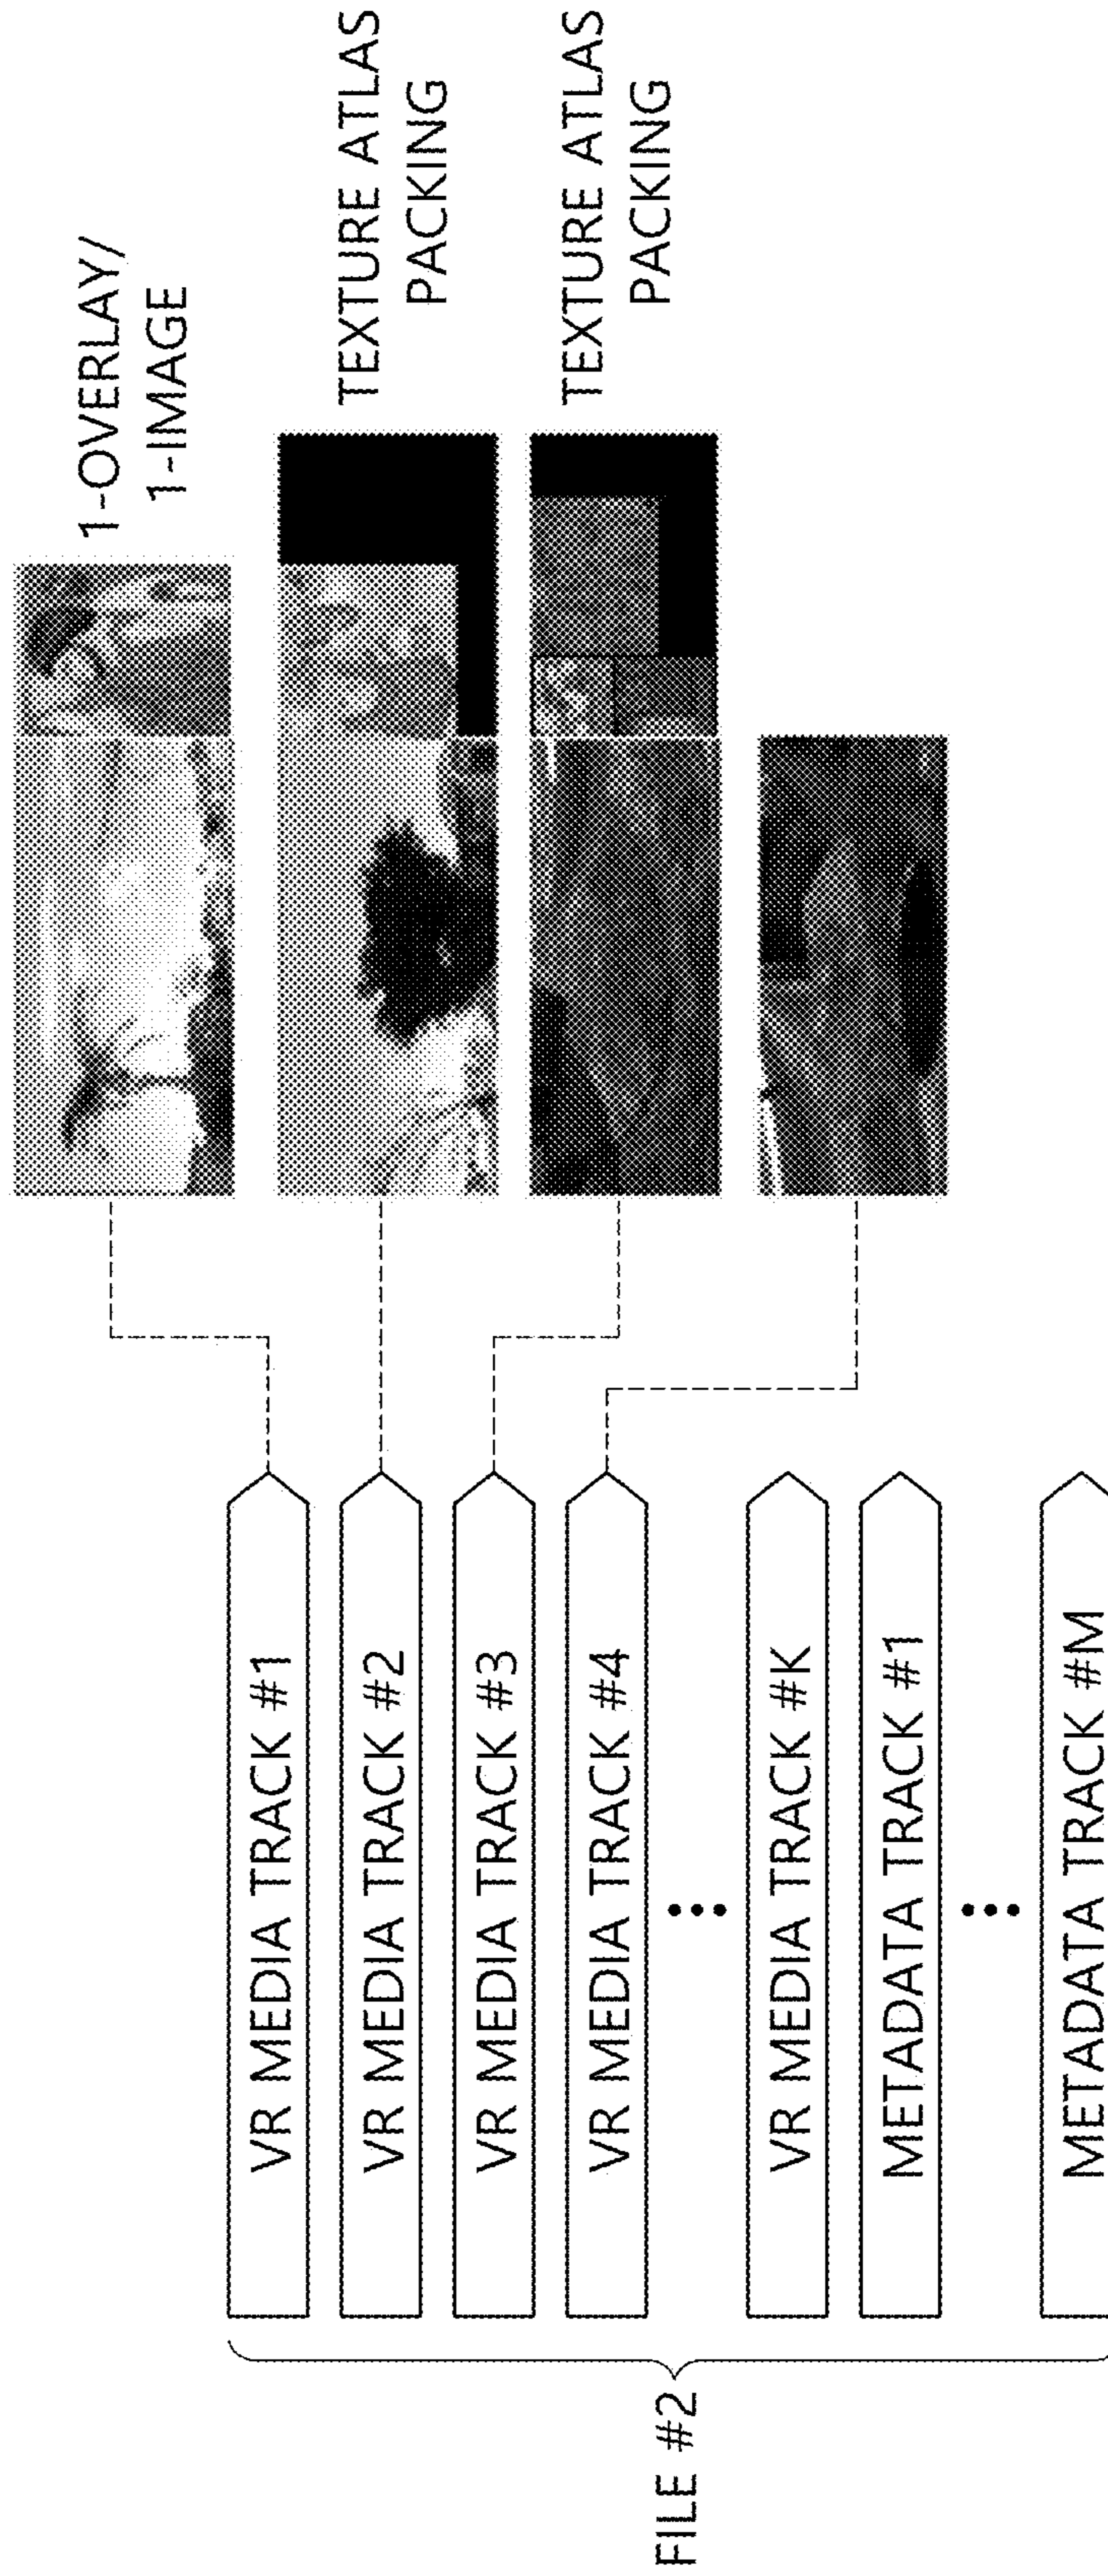 FILE #2
VR MEDIA TRACK #1
VR MEDIA TRACK #2
VR MEDIA TRACK #3
VR MEDIA TRACK #4
VR MEDIA TRACK #K
METADATA TRACK #1
METADATA TRACK #M
1-OVERLAY/
1-IMAGE
TEXTURE ATLAS
PACKING
TEXTURE ATLAS
PACKING